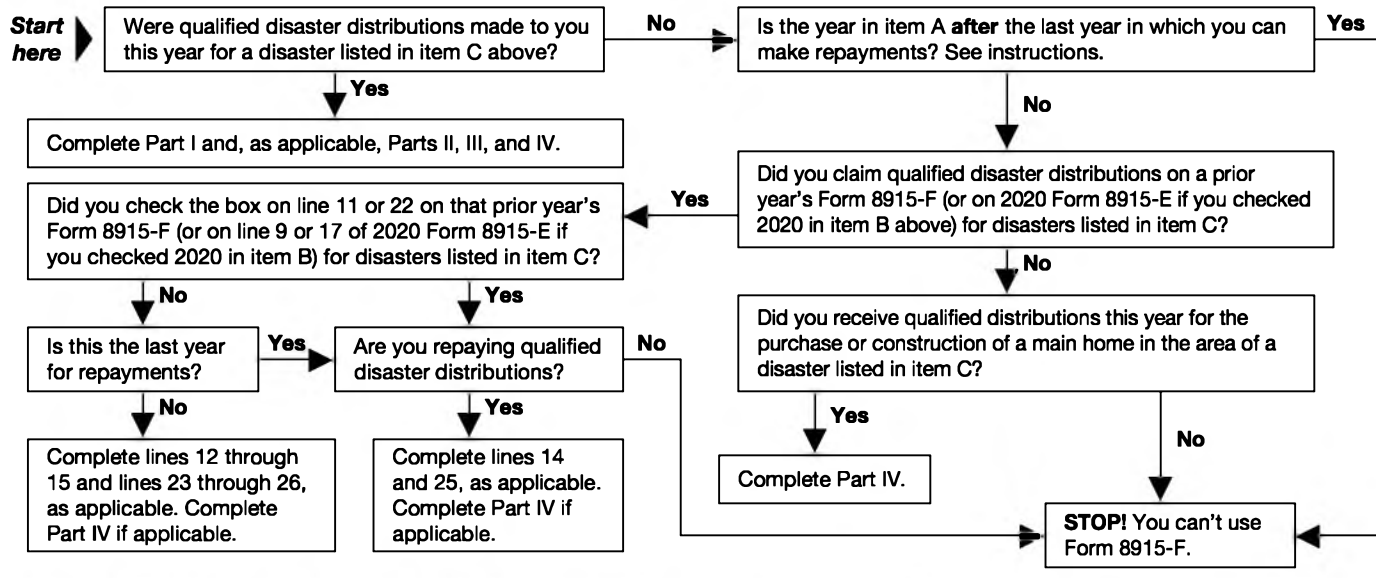 Start
here
Were qualified disaster distributions made to you
this year for a disaster listed in item C above?
No
Is the year in item A after the last year in which you can
make repayments? See instructions.
Yes
Yes
No
Complete Part I and, as applicable, Parts II, III, and IV.
Did you claim qualified disaster distributions on a prior
year's Form 8915-F (or on 2020 Form 8915-E if you checked
2020 in item B above) for disasters listed in item C?
Yes
Did you check the box on line 11 or 22 on that prior year's
Form 8915-F (or on line 9 or 17 of 2020 Form 8915-E if
you checked 2020 in item B) for disasters listed in item C?
No
No
Yes
Did you receive qualified distributions this year for the
purchase or construction of a main home in the area of a
disaster listed in item C?
Is this the last year
for repayments?
Yes
Are you repaying qualified
disaster distributions?
No
No
Yes
Yes
No
Complete lines 12 through
15 and lines 23 through 26,
as applicable. Complete
Part IV if applicable.
Complete lines 14
and 25, as applicable.
Complete Part IV if
applicable.
Complete Part IV.
STOP! You can't use
Form 8915-F.